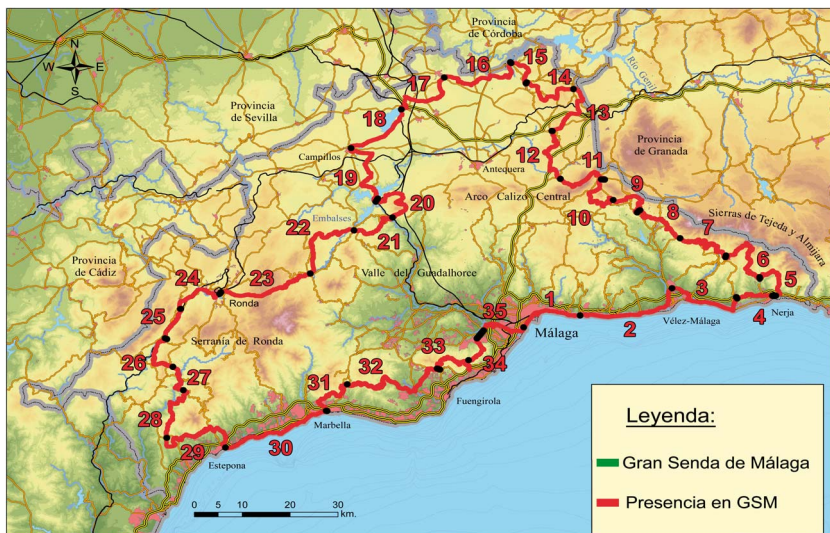 Provincia
de Córdoba
N
W E
S
15
16
17
14
Río Genil
Provincia
de Sevilla
18
13
Provincia
de Granada
Campillos
12
Antequera
11
19
Arco Calizo Central
9
10
20
Embalses
8
Sierras de Tejeda y Almijara
22
21
7
Provincia
de Cádiz
Valle del Guadalhorce
6
24
23
5
Ronda
3
4
Nerja
25
35
1
Málaga
2
Vélez-Málaga
Serranía de Ronda
26
33
34
27
32
31
Fuengirola
28
Marbella
29
30
Estepona
0 5 10 20 30
km.
Leyenda:
Gran Senda de Málaga
Presencia en GSM